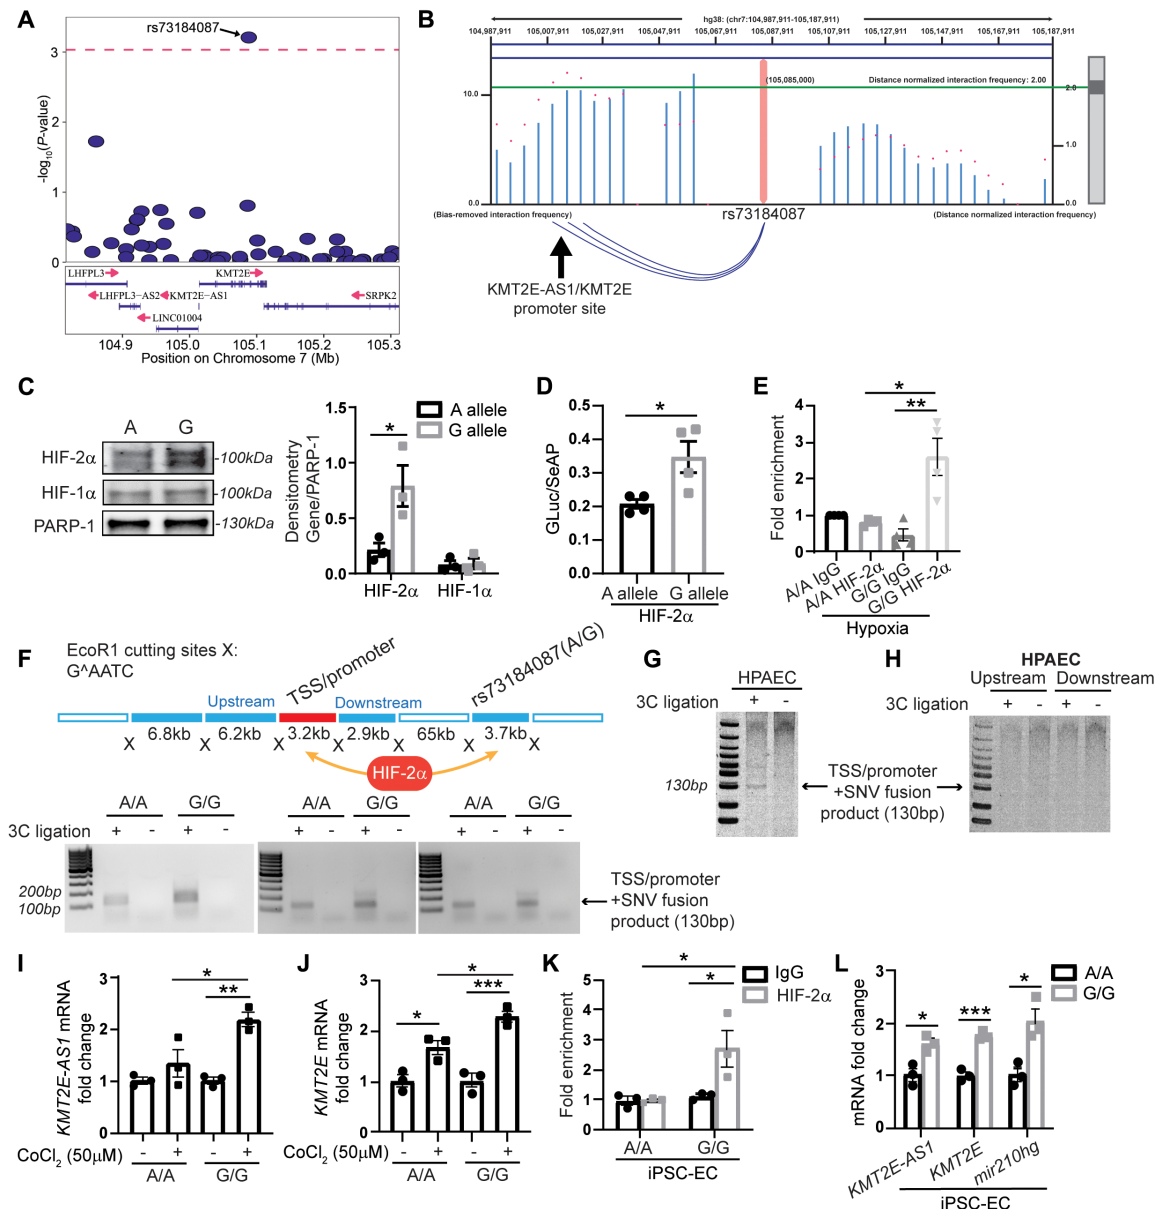 A
rs73184087
3
2
1
0
-log10(P-value)
LHFPL3
KMT2E
LHFPL3-AS2
KMT2E-AS1
SRPK2
LINC01004
104.9
105.0
105.1
105.2
105.3
Position on Chromosome 7 (Mb)
B
hg38: (chr7:104,987,911-105,187,911)
104,987,911
105,007,911
105,027,911
105,047,911
105,067,911
105,087,911
105,107,911
105,127,911
105,147,911
105,167,911
105,187,911
(105,085,000)
Distance normalized interaction frequency: 2.00
10.0
0.0
2.0
1.0
0.0
(Bias-removed interaction frequency)
rs73184087
(Distance normalized interaction frequency)
KMT2E-AS1/KMT2E
promoter site
C
A
G
HIF-2α
-100kDa
HIF-1α
-100kDa
PARP-1
-130kDa
Densitometry
Gene/PARP-1
1.5
1.0
0.5
0.0
*
A allele
G allele
HIF-2α
HIF-1α
D
GLuc/SeAP
0.5
0.4
0.3
0.2
0.1
0.0
*
A allele
G allele
HIF-2α
E
Fold enrichment
4
3
2
1
0
*
**
A/A IgG
A/A HIF-2α
G/G IgG
G/G HIF-2α
Hypoxia
F
EcoR1 cutting sites X:
G^AATC
TSS/promoter
rs73184087(A/G)
Upstream
Downstream
X
6.8kb
X
6.2kb
X
3.2kb
X
2.9kb
X
65kb
X
3.7kb
X
HIF-2α
A/A
G/G
A/A
G/G
A/A
G/G
3C ligation
+
-
+
-
+
-
+
-
+
-
+
-
200bp
100bp
TSS/promoter
+SNV fusion
product (130bp)
G
HPAEC
3C ligation
+
-
130bp
TSS/promoter
+SNV fusion
product (130bp)
H
HPAEC
Upstream
Downstream
3C ligation
+
-
+
-
I
KMT2E-AS1 mRNA
fold change
3
2
1
0
*
**
CoCl2 (50μM)
-
+
-
+
A/A
G/G
J
KMT2E mRNA
fold change
3
2
1
0
*
*
***
CoCl2 (50μM)
-
+
-
+
A/A
G/G
K
Fold enrichment
5
4
3
2
1
0
*
*
IgG
HIF-2α
A/A
G/G
iPSC-EC
L
mRNA fold change
3
2
1
0
*
***
*
A/A
G/G
KMT2E-AS1
KMT2E
mir210hg
iPSC-EC